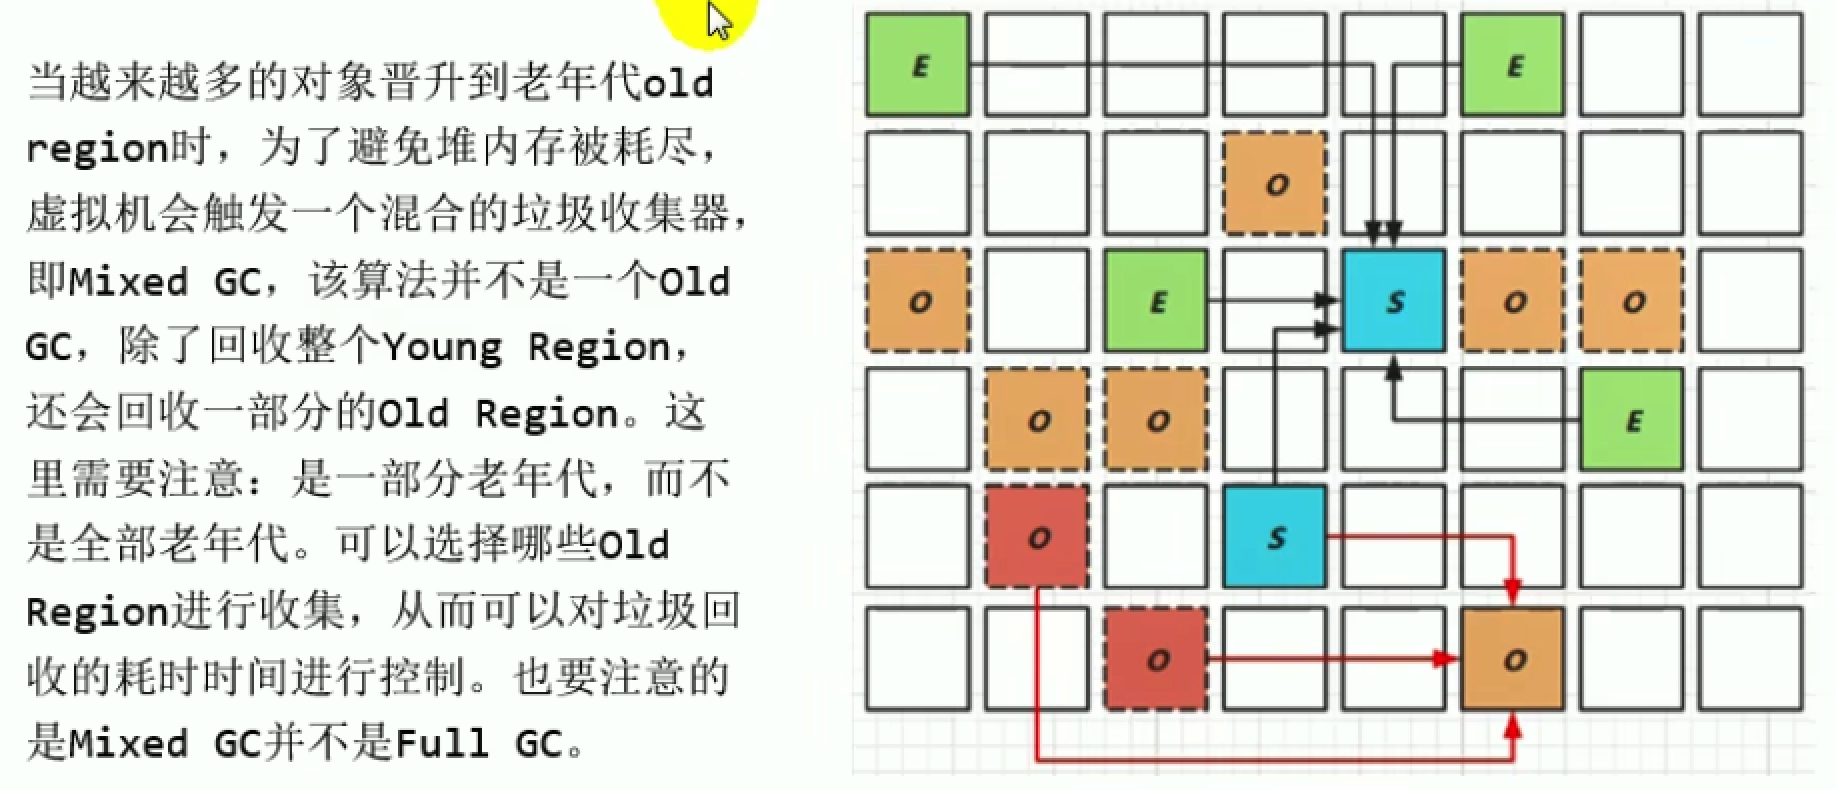 当越来越多的对象晋升到老年代old
region时，为了避免堆内存被耗尽，
虚拟机会触发一个混合的垃圾收集器，
即Mixed GC，该算法并不是一个Old
GC，除了回收整个Young Region，
还会回收一部分的Old Region。这
里需要注意：是一部分老年代，而不
是全部老年代。可以选择哪些Old
Region进行收集，从而可以对垃圾回
收的耗时时间进行控制。也要注意的
是Mixed GC并不是Full GC。
E E
O
O E S O O
O O E
O S
O O